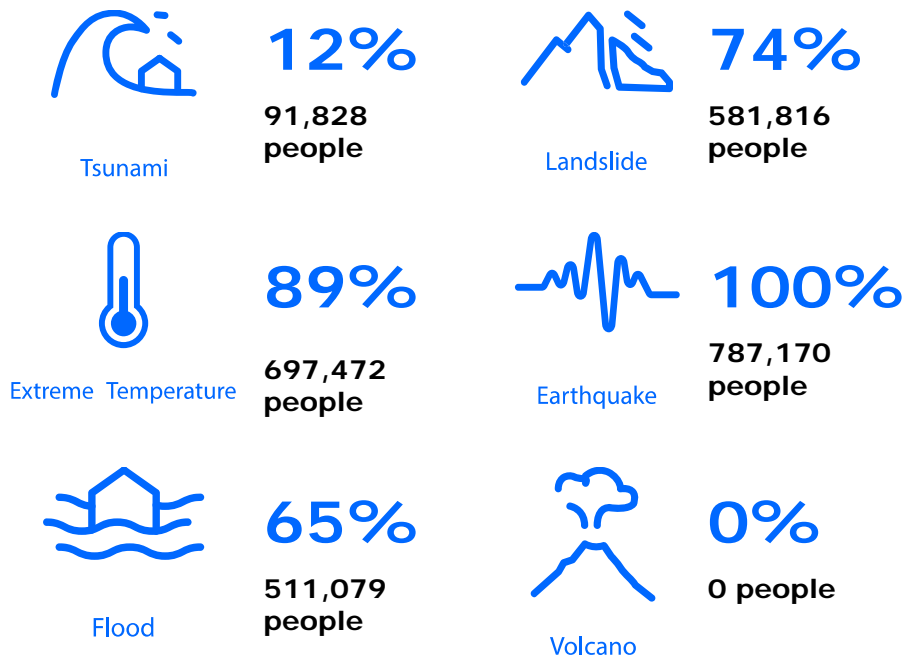 12%
91,828
people
Tsunami
74%
581,816
people
Landslide
89%
697,472
people
Extreme Temperature
100%
787,170
people
Earthquake
65%
511,079
people
Flood
0%
0 people
Volcano